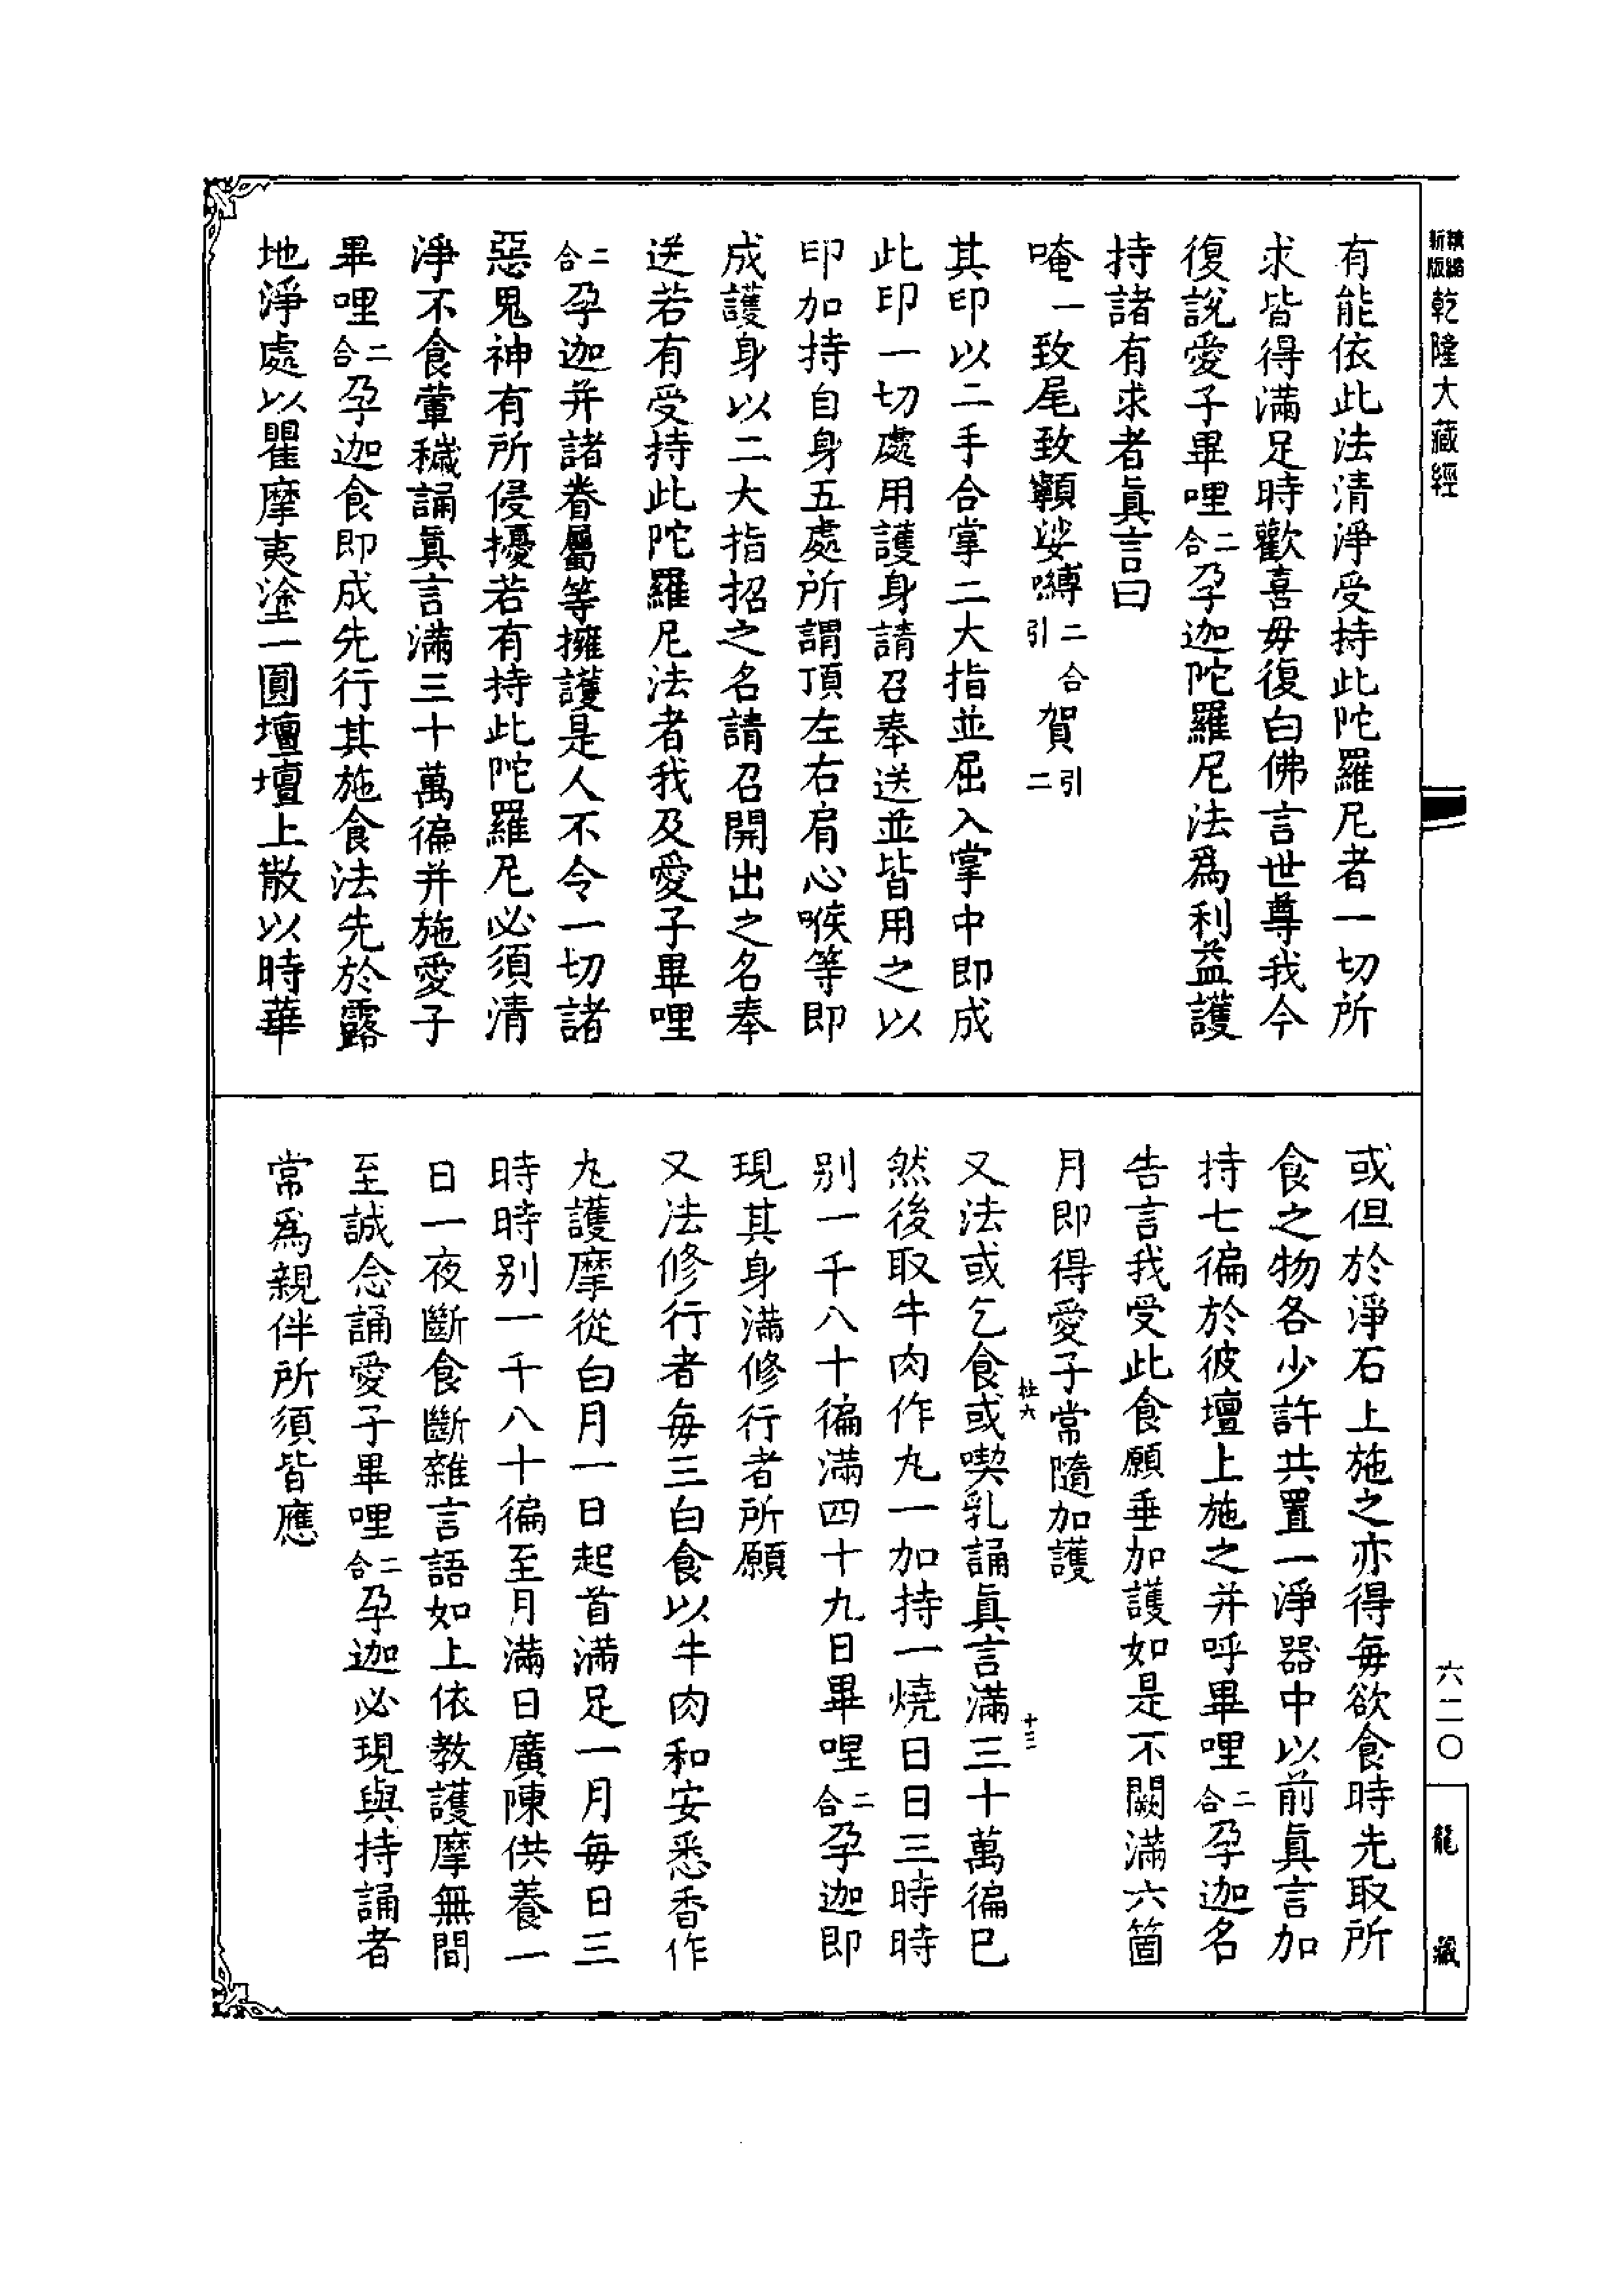 新版精縮乾隆大藏經
有能依此法清淨受持此陀羅尼者一切所
求皆得滿足時歡喜毋復白佛言世尊我今
復說愛子畢哩二合孕迦陀羅尼法爲利益護
持諸有求者眞言曰
唵一致尾致顙娑嚩二合引賀引二
其印以二手合掌二大指並屈入掌中即成
此印一切處用護身請召奉送並皆用之以
印加持自身五處所謂頂左右肩心喉等即
成護身以二大指招之名請召開出之名奉
送若有受持此陀羅尼法者我及愛子畢哩
二合孕迦并諸眷屬等擁護是人不令一切諸
惡鬼神有所侵擾若有持此陀羅尼必須清
淨不食葷穢誦眞言滿三十萬徧并施愛子
畢哩二合孕迦食即成先行其施食法先於露
地淨處以瞿摩夷塗一圓壇壇上散以時華
或但於淨石上施之亦得每欲食時先取所
食之物各少許共置一淨器中以前眞言加
持七徧於彼壇上施之并呼畢哩二合孕迦名
告言我受此食願垂加護如是不闕滿六箇
月即得愛子常隨加護
杜六 十三
又法或乞食或喫乳誦眞言滿三十萬徧已
然後取牛肉作丸一加持一燒日日三時時
別一千八十徧滿四十九日畢哩二合孕迦即
現其身滿修行者所願
又法修行者每三白食以牛肉和安悉香作
丸護摩從白月一日起首滿足一月每日三
時時別一千八十徧至月滿日廣陳供養一
日一夜斷食斷雜言語如上依教護摩無間
至誠念誦愛子畢哩二合孕迦必現與持誦者
常爲親伴所須皆應
六二〇
龍藏